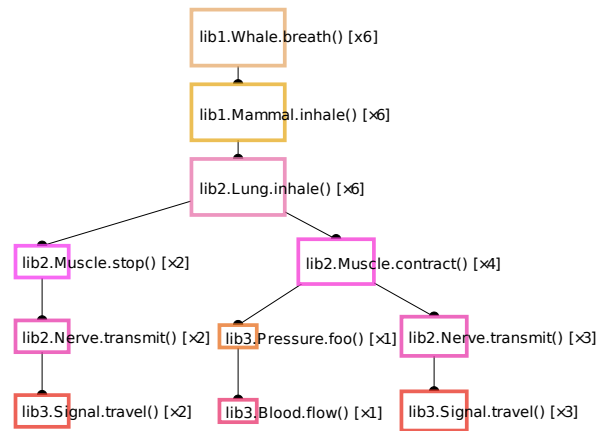 lib1.Whale.breath() [x6]
lib1.Mammal.inhale() [x6]
lib2.Lung.inhale() [x6]
lib2.Muscle.stop() [x2]
lib2.Muscle.contract() [x4]
lib2.Nerve.transmit() [x2]
lib3.Pressure.foo() [x1]
lib2.Nerve.transmit() [x3]
lib3.Signal.travel() [x2]
lib3.Blood.flow() [x1]
lib3.Signal.travel() [x3]